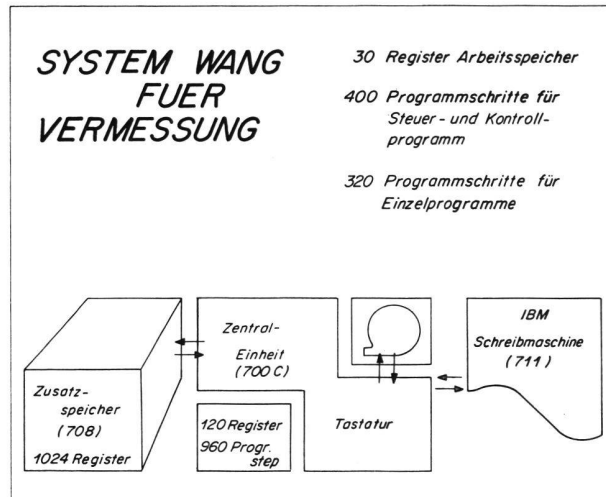 SYSTEM WANG
FUER
VERMESSUNG
30 Register Arbeitsspeicher
400 Programmschritte für
Steuer- und Kontroll-
programm
320 Programmschritte für
Einzelprogramme
Zusatz-
speicher
(708)
1024 Register
Zentral-
Einheit
(700 C)
120 Register
960 Progr.
step
Tastatur
IBM
Schreibmaschine
(711)